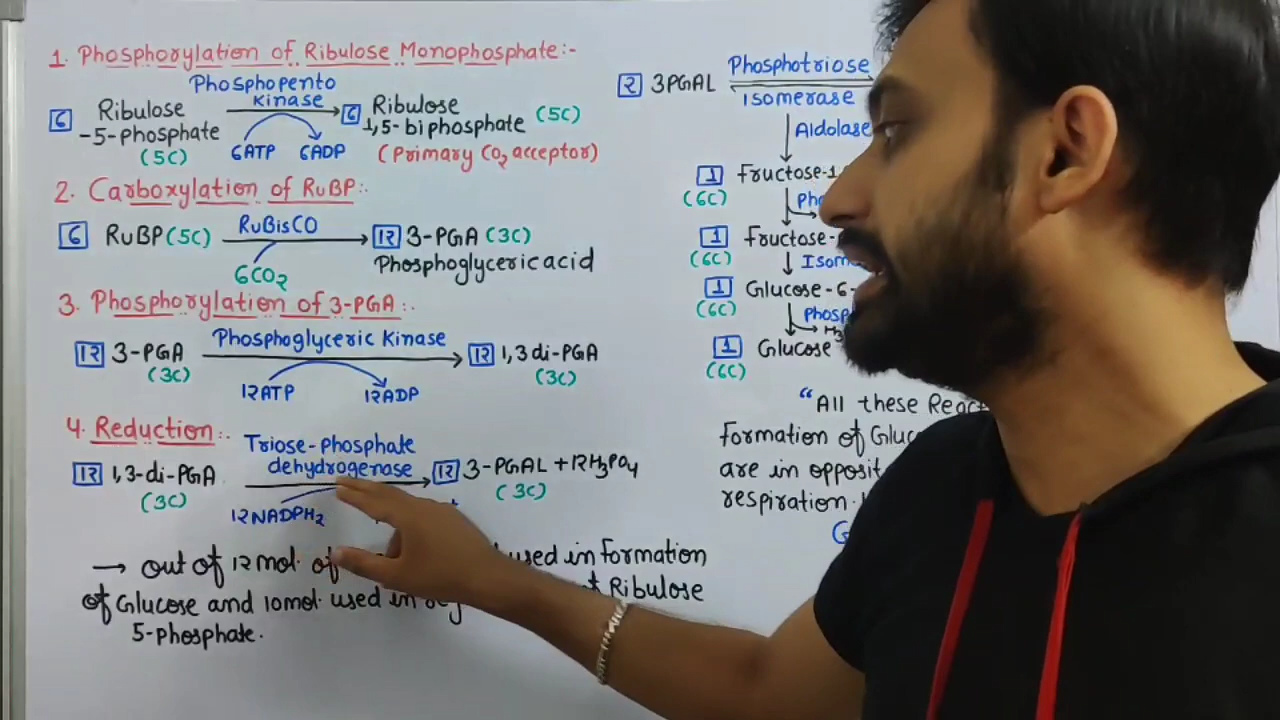 1. Phosphorylation of Ribulose Monophosphate:-
Phosphopento
kinase
6 Ribulose
-5-phosphate
(5C)
6ATP 6ADP
6 Ribulose
1,5-biphosphate (5C)
(Primary CO2 acceptor)
2. Carboxylation of RuBP:-
6 RuBP(5C) RuBisCO 12 3-PGA (3C)
6CO2 Phosphoglyceric acid
3. Phosphorylation of 3-PGA:-
Phosphoglyceric Kinase
12 3-PGA 12 1,3 di-PGA
(3C) (3C)
12ATP 12ADP
4. Reduction:-
Triose-Phosphate
dehydrogenase
12 1,3-di-PGA 12 3-PGAL + 12H3PO4
(3C) (3C)
12NADPH2
→ out of 12 mol. of used in formation
of Glucose and 10mol. used in of Ribulose
5-phosphate.
2 3PGAL Phosphotriose
Isomerase
Aldolase
1 Fructose-1
(6C)
1 Fructose-
(6C)
1 Glucose-6-
(6C)
1 Glucose
(6C)
"All these
Formation of
are in
respiration.